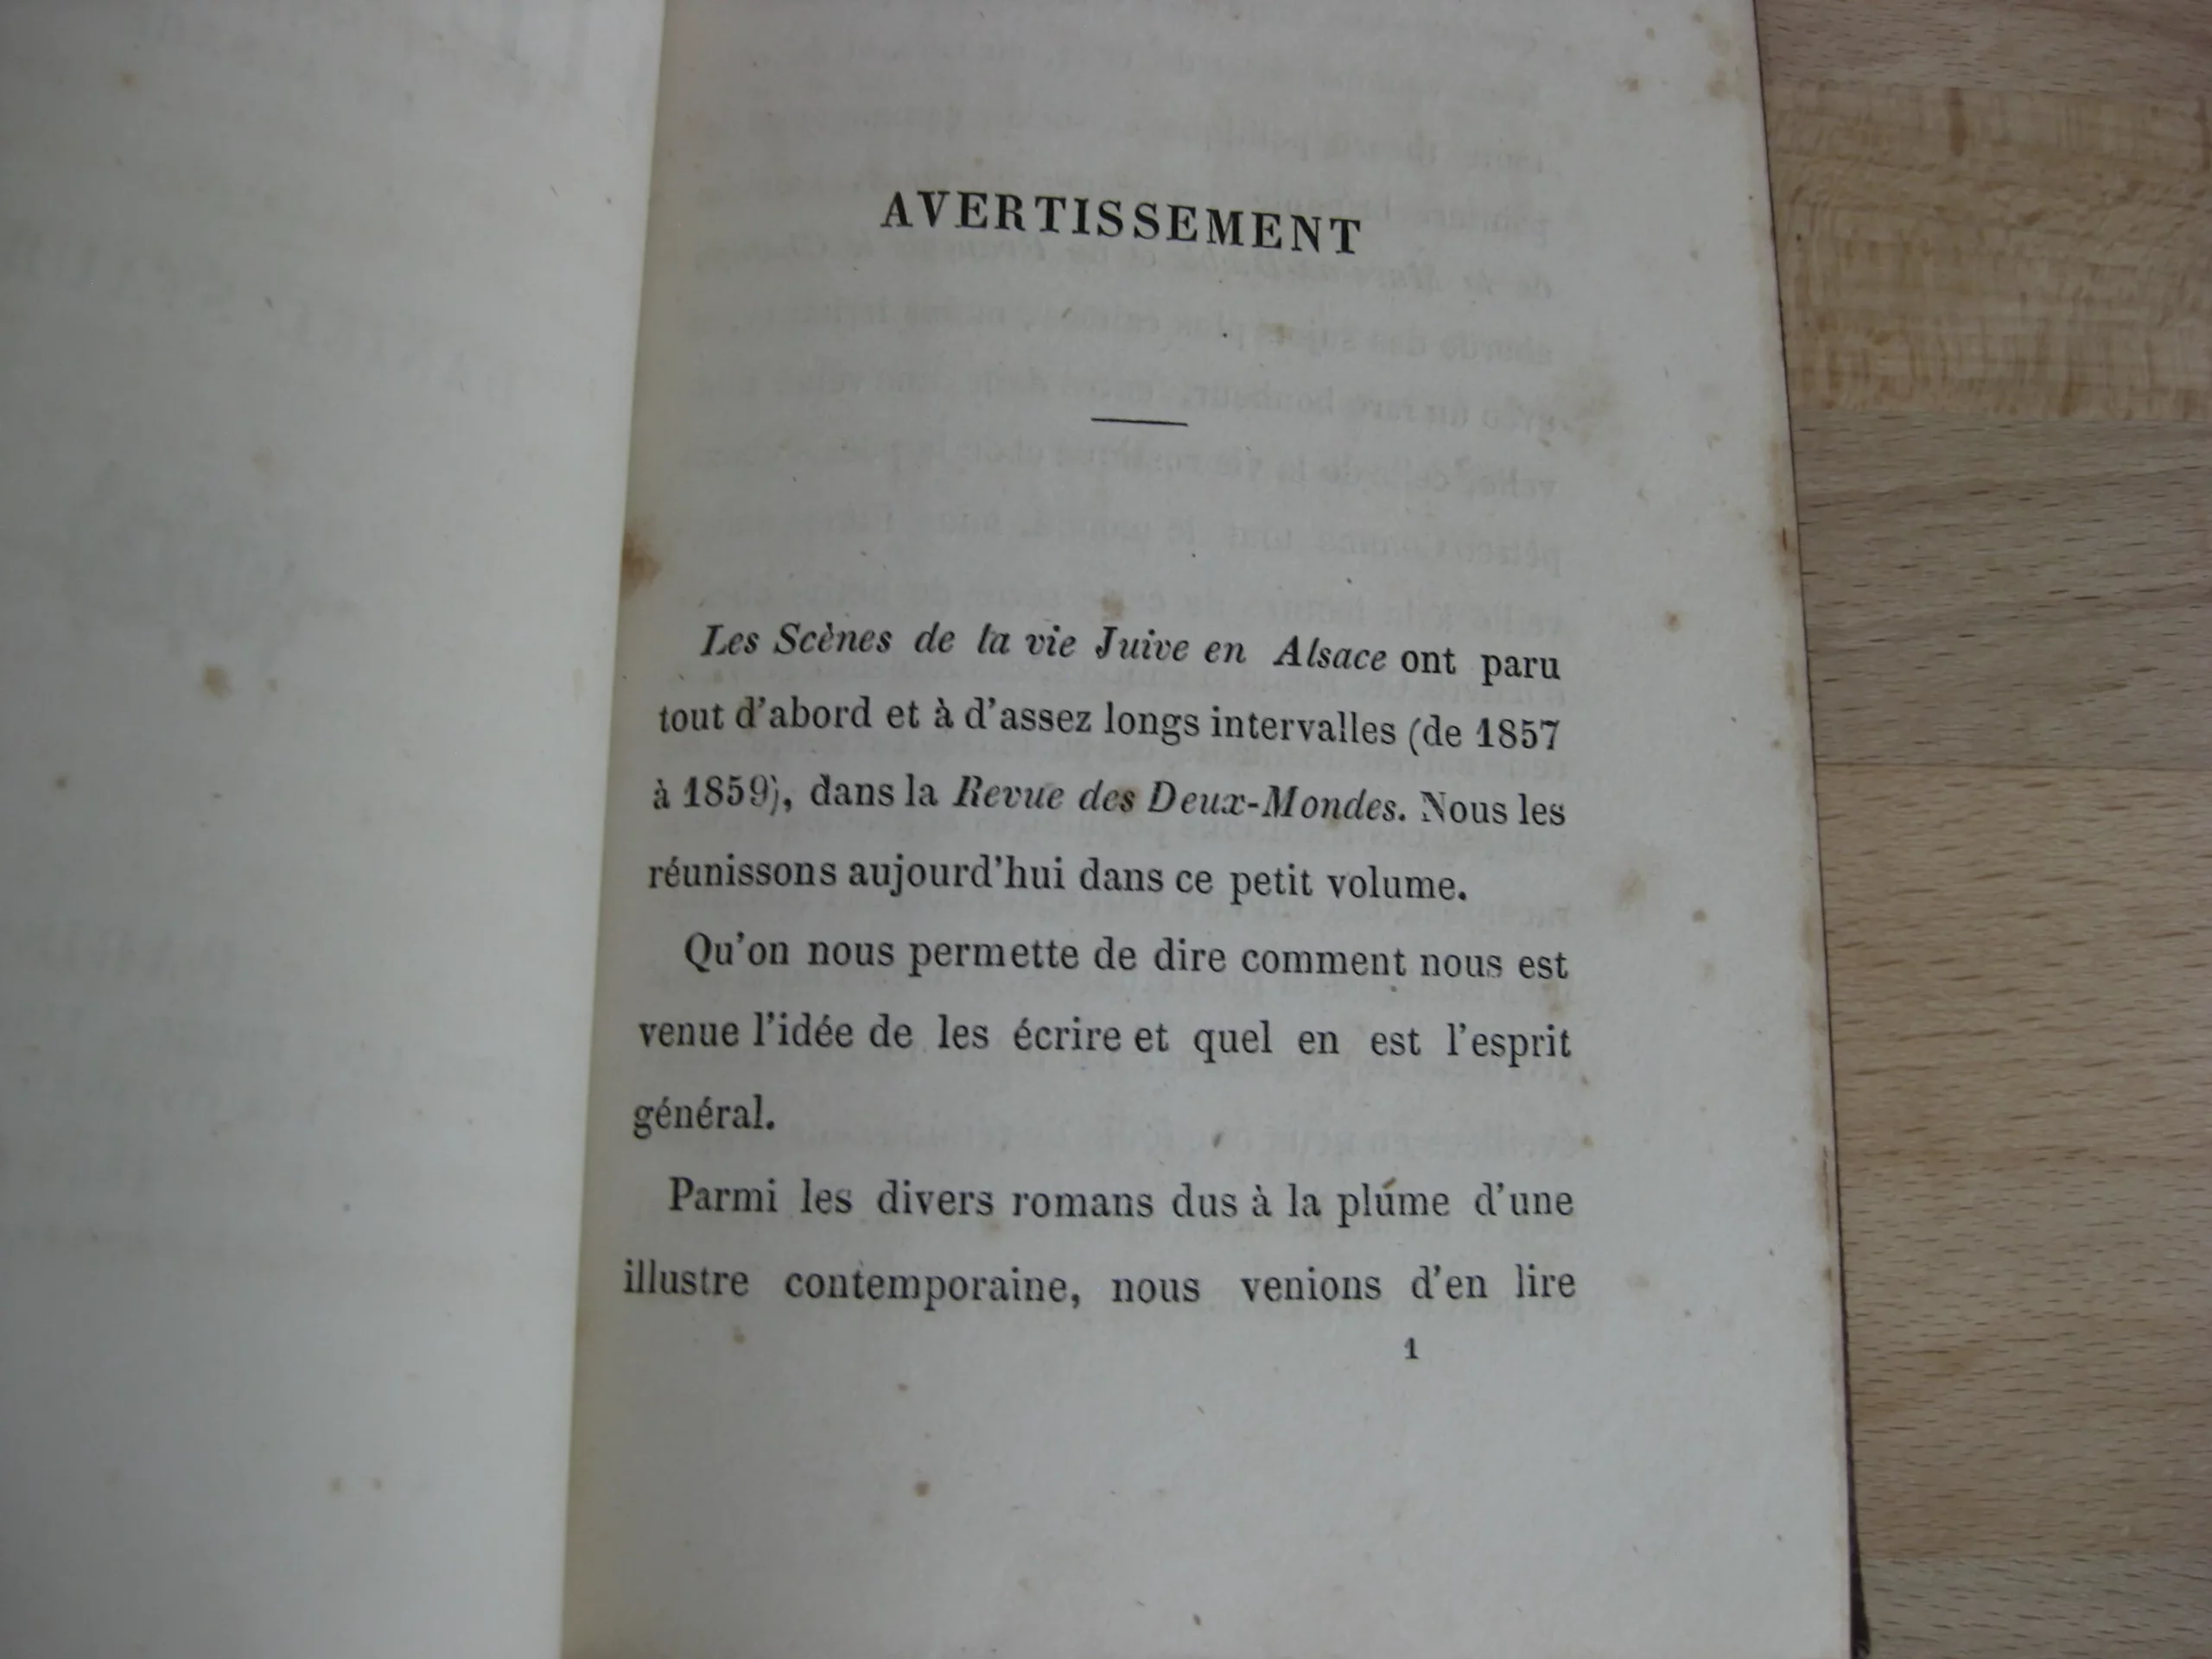 AVERTISSEMENT
Les Scènes de la vie Juive en Alsace ont paru
tout d'abord et à d'assez longs intervalles (de 1857
à 1859), dans la Revue des Deux-Mondes. Nous les
réunissons aujourd'hui dans ce petit volume.
Qu'on nous permette de dire comment nous est
venue l'idée de les écrire et quel en est l'esprit
général.
Parmi les divers romans dus à la plume d'une
illustre contemporaine, nous venions d'en lire
1